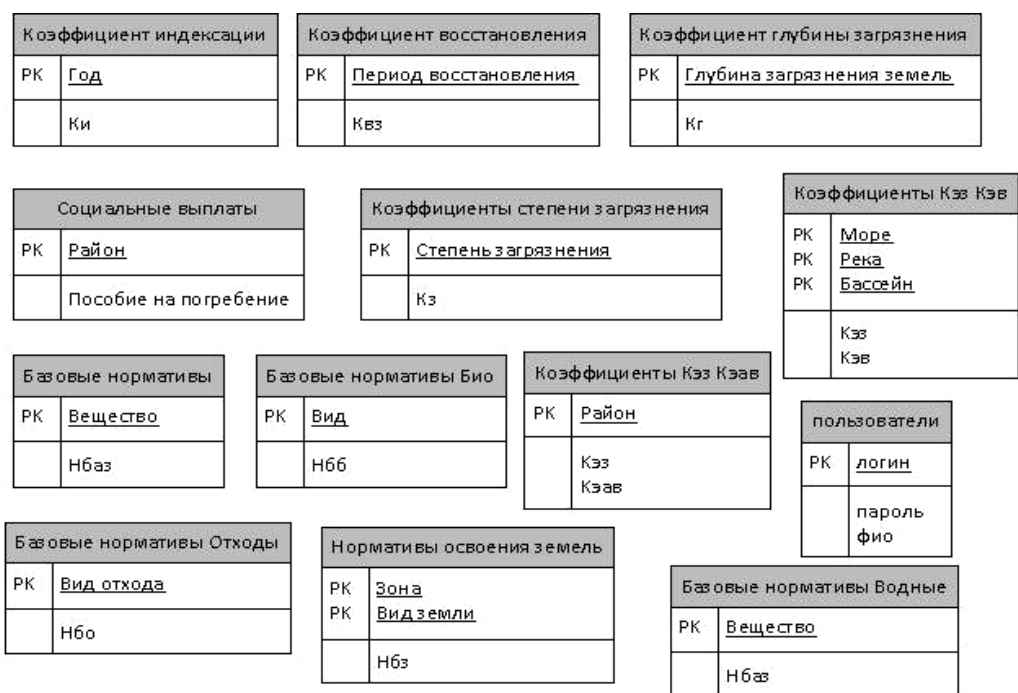 Коэффициент индексации
PK Год
Ки
Коэффициент восстановления
PK Период восстановления
Квз
Коэффициент глубины загрязнения
PK Глубина загрязнения земель
Кг
Социальные выплаты
PK Район
Пособие на погребение
Коэффициенты степени загрязнения
PK Степень загрязнения
Кз
Коэффициенты Кэз Кэв
PK Море
PK Река
PK Бассейн
Кэз
Кэв
Базовые нормативы
PK Вещество
Нбаз
Базовые нормативы Био
PK Вид
Нбб
Коэффициенты Кэз Кэав
PK Район
Кэз
Кэав
пользователи
PK логин
пароль
фио
Базовые нормативы Отходы
PK Вид отхода
Нбо
Нормативы освоения земель
PK Зона
PK Вид земли
Нбз
Базовые нормативы Водные
PK Вещество
Нбаз